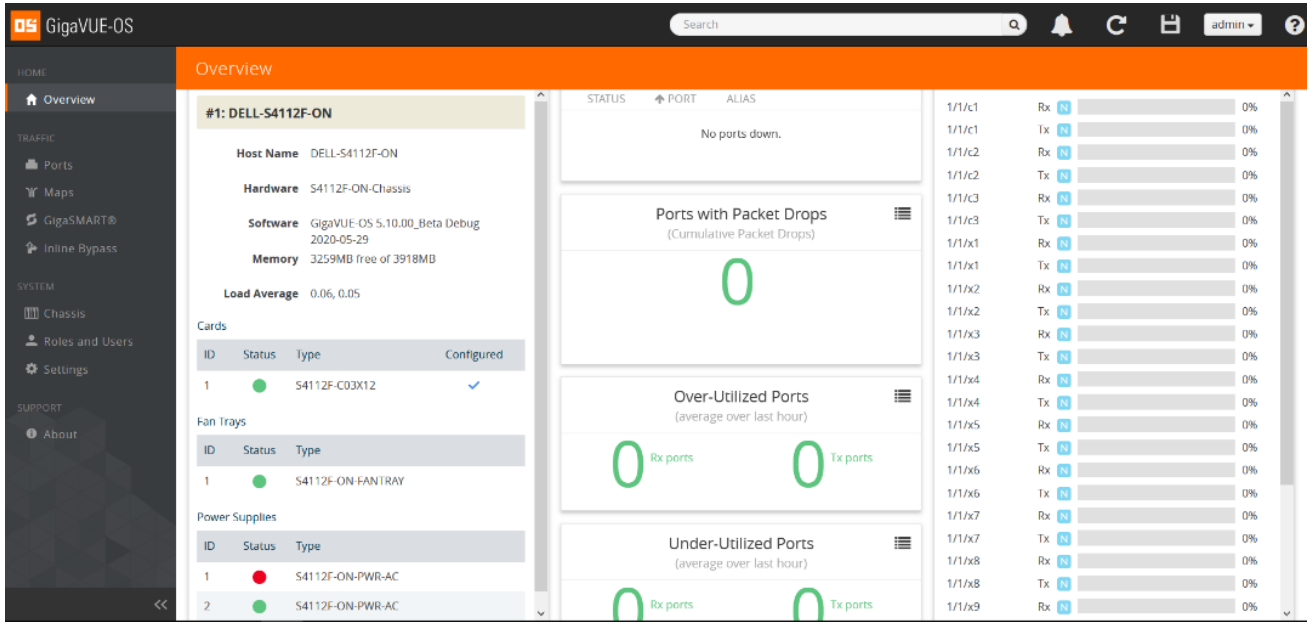 OS GigaVUE-OS
Search
admin
?
HOME
Overview
TRAFFIC
Ports
Maps
GigaSMART®
Inline Bypass
SYSTEM
Chassis
Roles and Users
Settings
SUPPORT
About
Overview
#1: DELL-S4112F-ON
Host Name DELL-S4112F-ON
Hardware S4112F-ON-Chassis
Software GigaVUE-OS 5.10.00_Beta Debug
2020-05-29
Memory 3259MB free of 3918MB
Load Average 0.06, 0.05
Cards
ID Status Type Configured
1 S4112F-C03X12
Fan Trays
ID Status Type
1 S4112F-ON-FANTRAY
Power Supplies
ID Status Type
1 S4112F-ON-PWR-AC
2 S4112F-ON-PWR-AC
STATUS PORT ALIAS
No ports down.
Ports with Packet Drops
(Cumulative Packet Drops)
0
Over-Utilized Ports
(average over last hour)
0 Rx ports 0 Tx ports
Under-Utilized Ports
(average over last hour)
0 Rx ports 0 Tx ports
1/1/c1 Rx N 0%
1/1/c1 Tx N 0%
1/1/c2 Rx N 0%
1/1/c2 Tx N 0%
1/1/c3 Rx N 0%
1/1/c3 Tx N 0%
1/1/x1 Rx N 0%
1/1/x1 Tx N 0%
1/1/x2 Rx N 0%
1/1/x2 Tx N 0%
1/1/x3 Rx N 0%
1/1/x3 Tx N 0%
1/1/x4 Rx N 0%
1/1/x4 Tx N 0%
1/1/x5 Rx N 0%
1/1/x5 Tx N 0%
1/1/x6 Rx N 0%
1/1/x6 Tx N 0%
1/1/x7 Rx N 0%
1/1/x7 Tx N 0%
1/1/x8 Rx N 0%
1/1/x8 Tx N 0%
1/1/x9 Rx N 0%